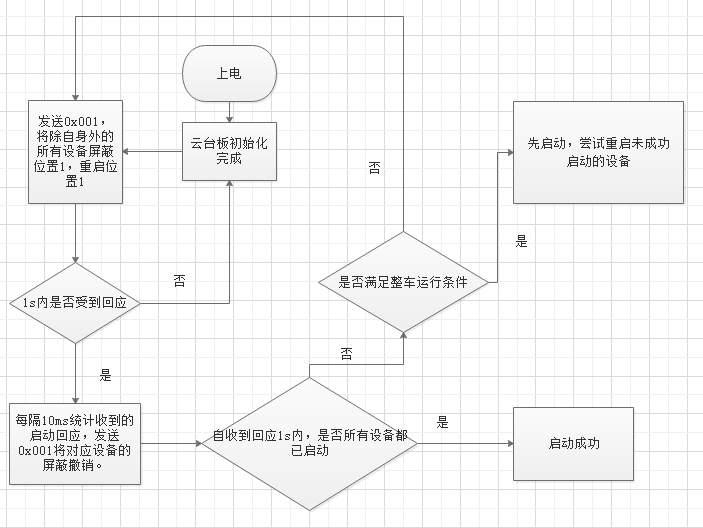 上电
发送0x001，
将除自身外的
所有设备屏蔽
位置1，重启位
置1
云台板初始化
完成
先启动，尝试重启未成功
启动的设备
否
是
1s内是否受到回应
否
是否满足整车运行条件
是
否
每隔10ms统计收到的
启动回应，发送
0x001将对应设备的
屏蔽撤销。
自收到回应1s内，是否所有设备都
已启动
是
启动成功